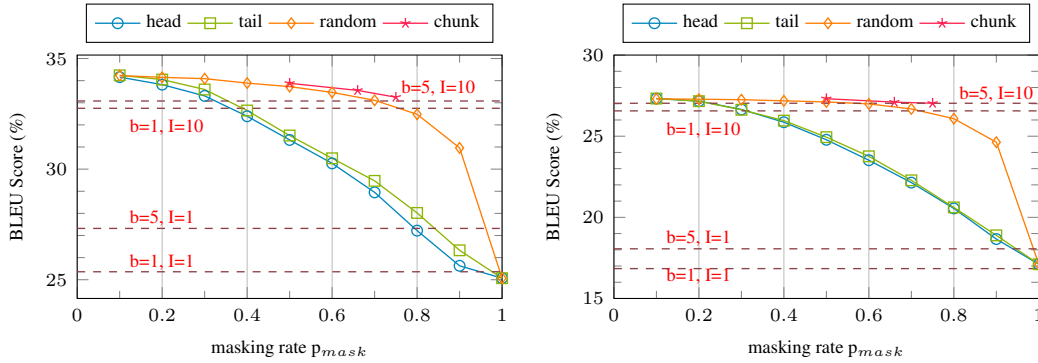 head tail random chunk
35
30
25
BLEU Score (%)
b=5, I=10
b=1, I=10
b=5, I=1
b=1, I=1
0 0.2 0.4 0.6 0.8 1
masking rate p_mask
head tail random chunk
30
25
20
15
BLEU Score (%)
b=5, I=10
b=1, I=10
b=5, I=1
b=1, I=1
0 0.2 0.4 0.6 0.8 1
masking rate p_mask